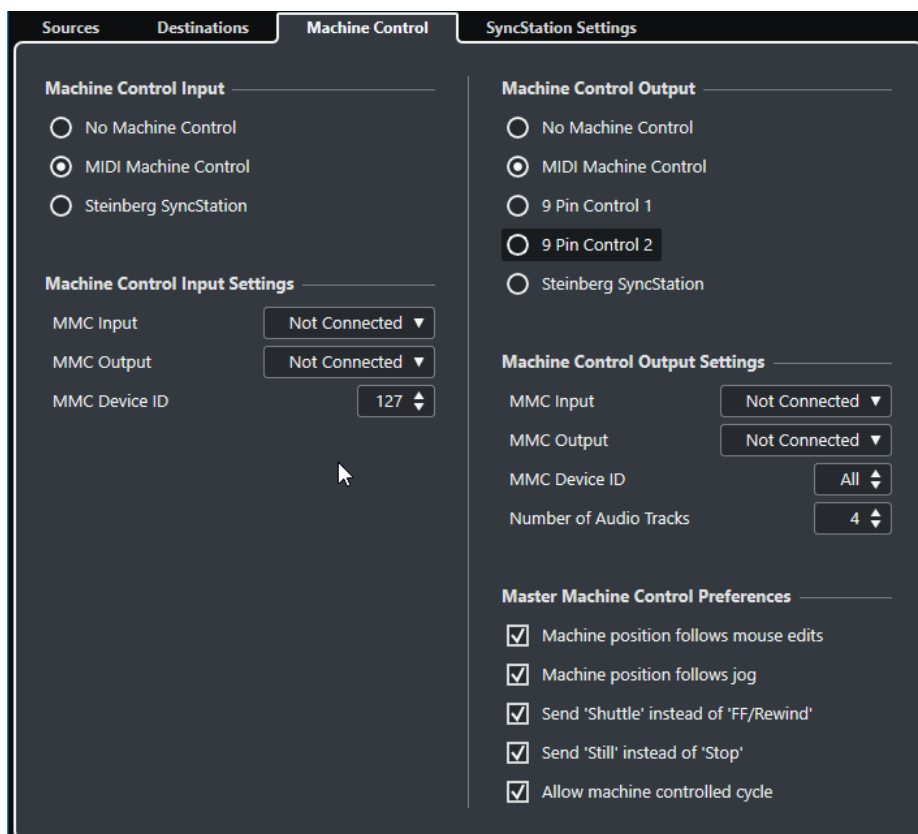 Sources Destinations Machine Control SyncStation Settings
Machine Control Input
No Machine Control
MIDI Machine Control
Steinberg SyncStation
Machine Control Input Settings
MMC Input Not Connected
MMC Output Not Connected
MMC Device ID 127
Machine Control Output
No Machine Control
MIDI Machine Control
9 Pin Control 1
9 Pin Control 2
Steinberg SyncStation
Machine Control Output Settings
MMC Input Not Connected
MMC Output Not Connected
MMC Device ID All
Number of Audio Tracks 4
Master Machine Control Preferences
Machine position follows mouse edits
Machine position follows jog
Send 'Shuttle' instead of 'FF/Rewind'
Send 'Still' instead of 'Stop'
Allow machine controlled cycle